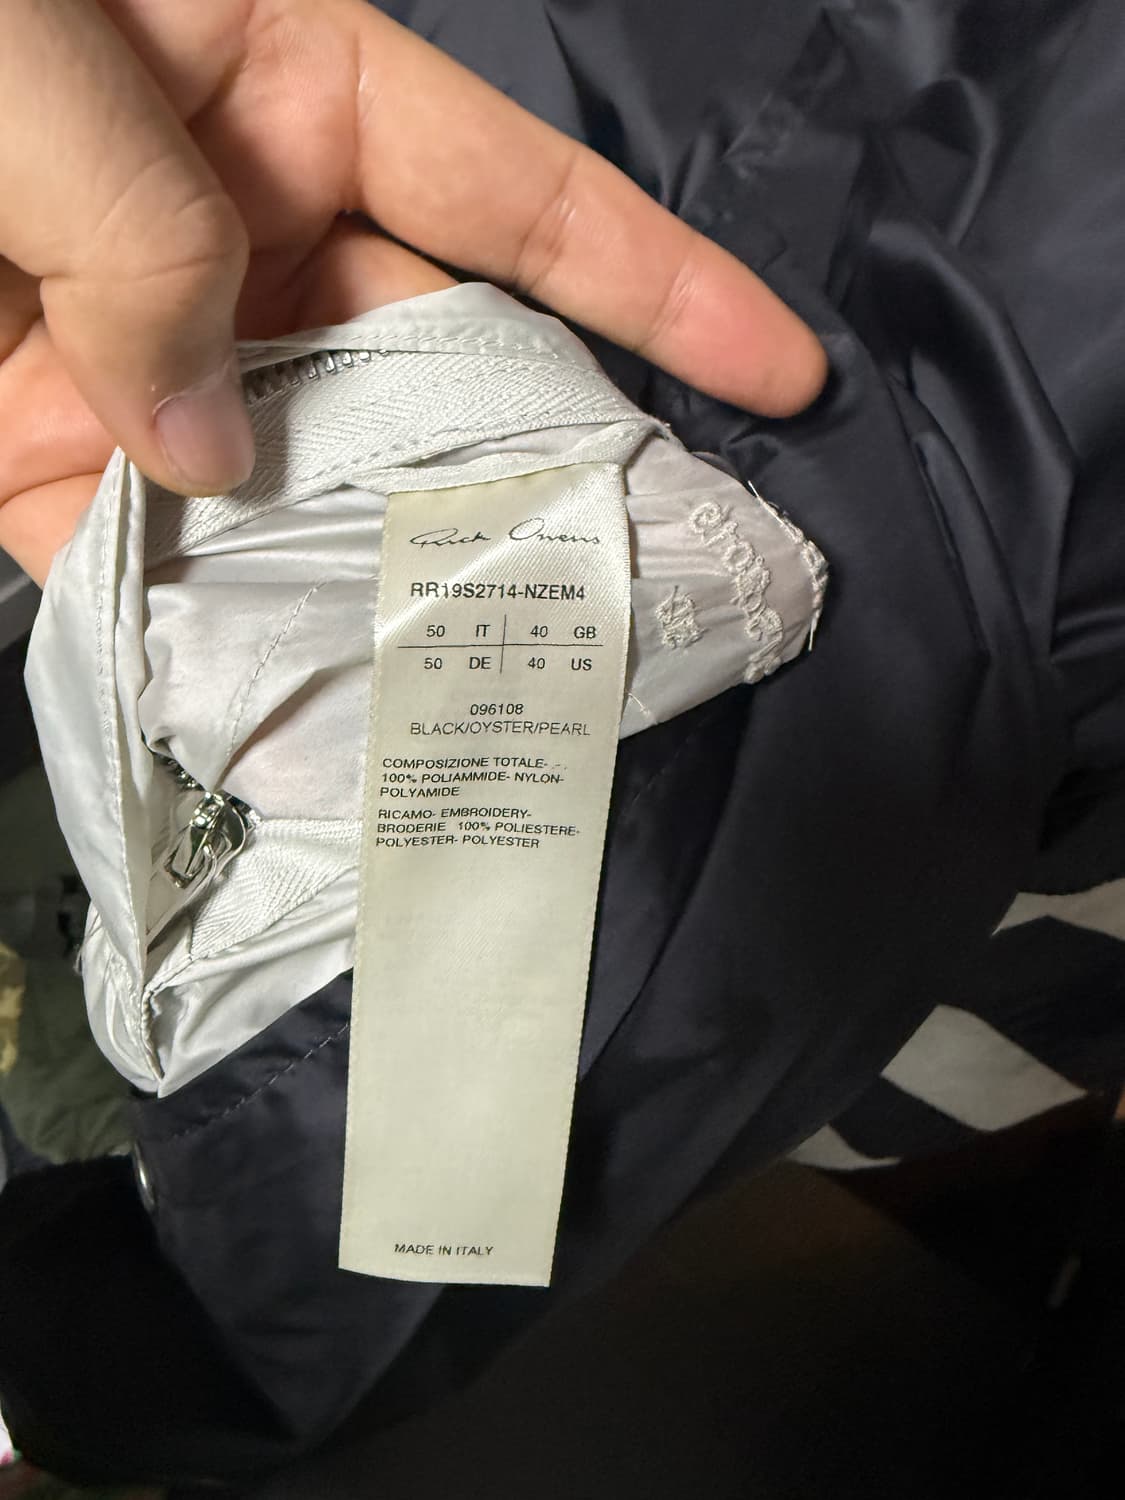 Rick Owens
RR19S2714-NZEM4
50 IT 40 GB
50 DE 40 US
096108
BLACK/OYSTER/PEARL
COMPOSIZIONE TOTALE-
100% POLIAMMIDE- NYLON-
POLYAMIDE
RICAMO- EMBROIDERY-
BRODERIE 100% POLIESTERE-
POLYESTER- POLYESTER
MADE IN ITALY